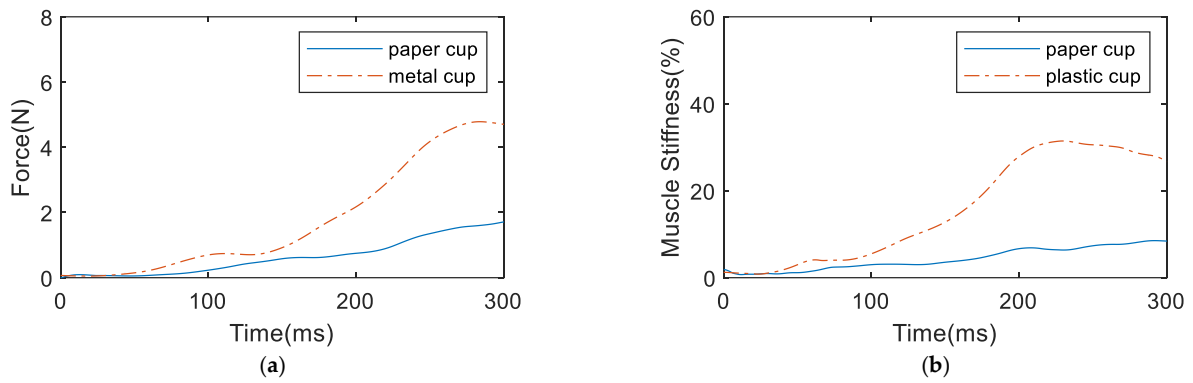 8
6
4
2
0
Force(N)
paper cup
metal cup
0 100 200 300
Time(ms)
(a)
60
40
20
0
Muscle Stiffness(%)
paper cup
plastic cup
0 100 200 300
Time(ms)
(b)